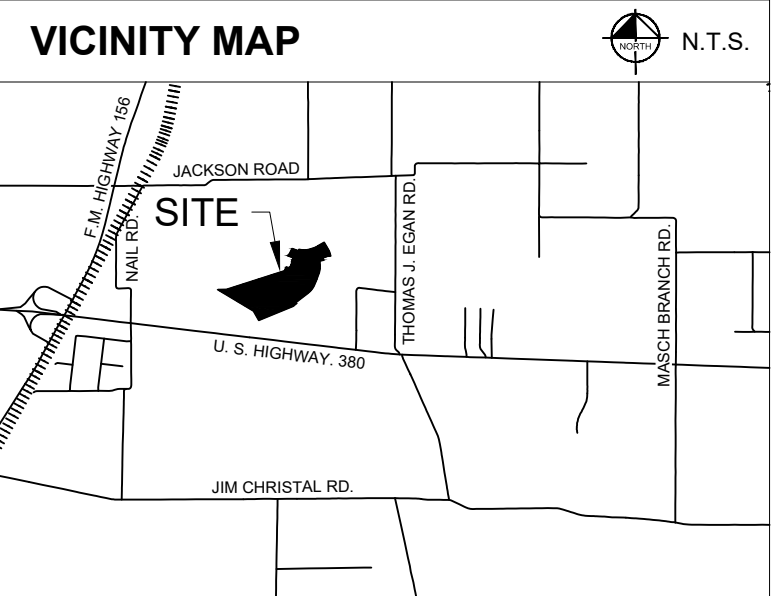 VICINITY MAP
NORTH
N.T.S.
F.M. HIGHWAY 156
JACKSON ROAD
SITE
NAIL RD.
THOMAS J. EGAN RD.
MASCH BRANCH RD.
U. S. HIGHWAY. 380
JIM CHRISTAL RD.